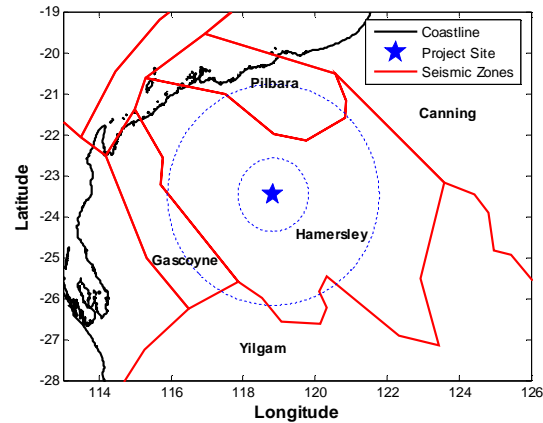 -19
-20
-21
-22
-23
-24
-25
-26
-27
-28
Latitude
Coastline
Project Site
Seismic Zones
Pilbara
Canning
Hamersley
Gascoyne
Yilgam
114 116 118 120 122 124 126
Longitude